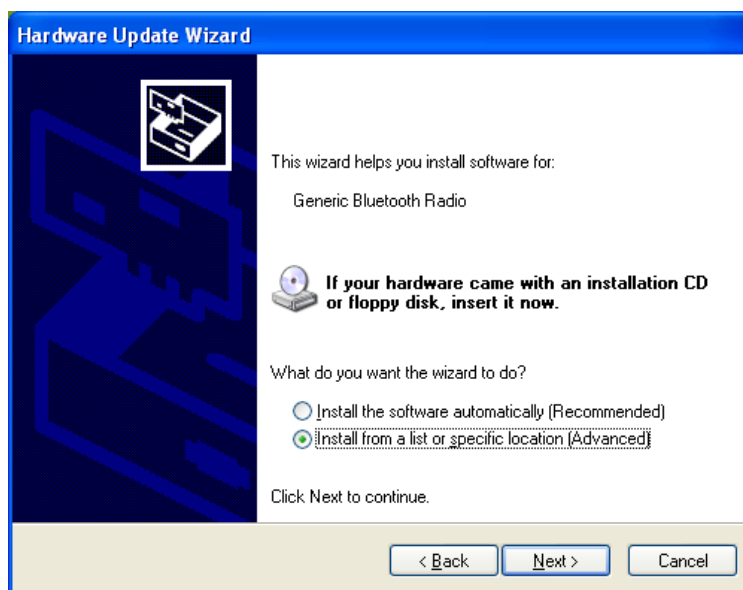 Hardware Update Wizard
This wizard helps you install software for:
Generic Bluetooth Radio
If your hardware came with an installation CD
or floppy disk, insert it now.
What do you want the wizard to do?
Install the software automatically (Recommended)
Install from a list or specific location (Advanced)
Click Next to continue.
< Back Next > Cancel